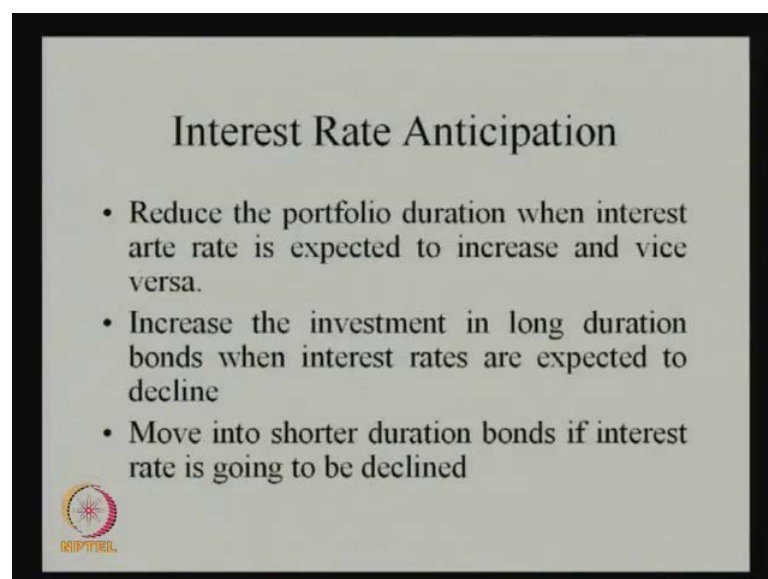 Interest Rate Anticipation
• Reduce the portfolio duration when interest
arte rate is expected to increase and vice
versa.
• Increase the investment in long duration
bonds when interest rates are expected to
decline
• Move into shorter duration bonds if interest
rate is going to be declined
NPTEL